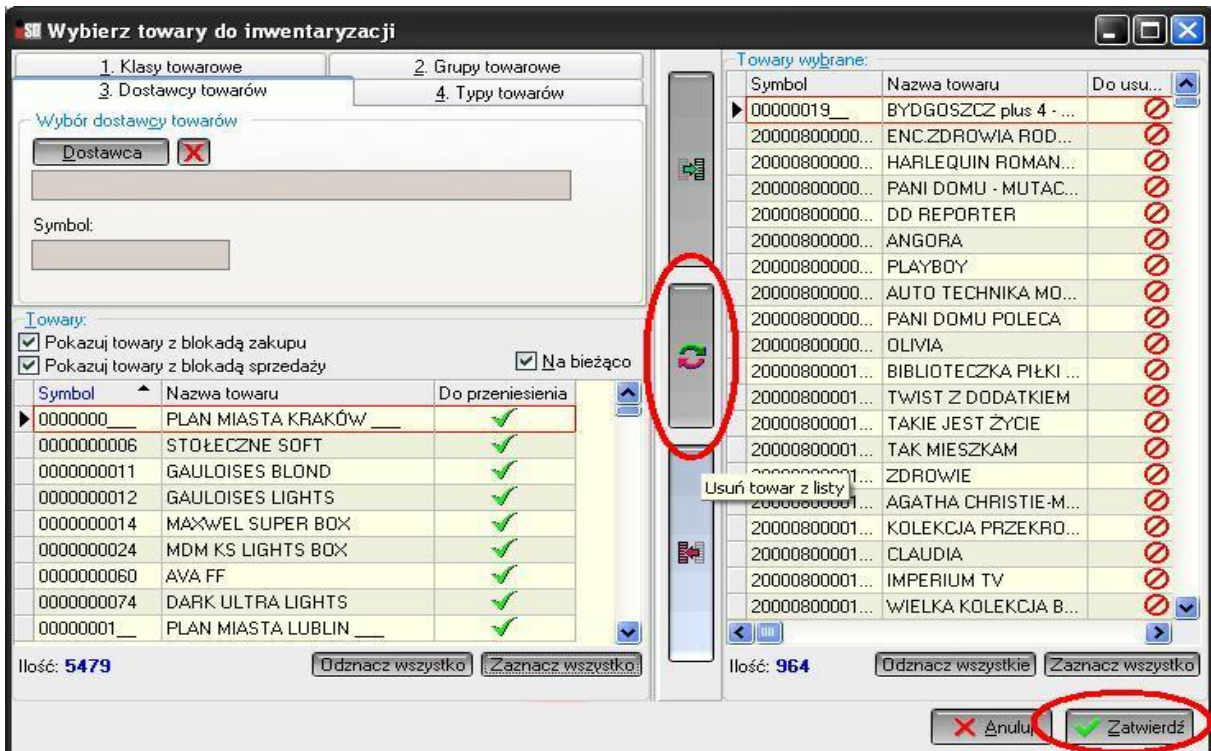 Wybierz towary do inwentaryzacji
1. Klasy towarowe
2. Grupy towarowe
3. Dostawcy towarów
4. Typy towarów
Wybór dostawcy towarów
Dostawca
Symbol:
Towary:
Pokazuj towary z blokadą zakupu
Pokazuj towary z blokadą sprzedaży
Na bieżąco
Symbol Nazwa towaru Do przeniesienia
0000000___ PLAN MIASTA KRAKÓW ___
0000000006 STOŁECZNE SOFT
0000000011 GAULOISES BLOND
0000000012 GAULOISES LIGHTS
0000000014 MAXWEL SUPER BOX
0000000024 MDM KS LIGHTS BOX
0000000060 AVA FF
0000000074 DARK ULTRA LIGHTS
00000001__ PLAN MIASTA LUBLIN ___
Ilość: 5479
Odznacz wszystko
Zaznacz wszystko
Usuń towar z listy
Towary wybrane:
Symbol Nazwa towaru Do usu...
00000019__ BYDGOSZCZ plus 4 - ...
20000800000... ENC.ZDROWIA ROD...
20000800000... HARLEQUIN ROMAN...
20000800000... PANI DOMU - MUTAC...
20000800000... DD REPORTER
20000800000... ANGORA
20000800000... PLAYBOY
20000800000... AUTO TECHNIKA MO...
20000800000... PANI DOMU POLECA
20000800000... OLIVIA
20000800001... BIBLIOTECZKA PIŁKI ...
20000800001... TWIST Z DODATKIEM
20000800001... TAKIE JEST ŻYCIE
20000800001... TAK MIESZKAM
ZDROWIE
20000800001... AGATHA CHRISTIE-M...
20000800001... KOLEKCJA PRZEKRO...
20000800001... CLAUDIA
20000800001... IMPERIUM TV
20000800001... WIELKA KOLEKCJA B...
Ilość: 964
Odznacz wszystkie
Zaznacz wszystko
Anuluj
Zatwierdź